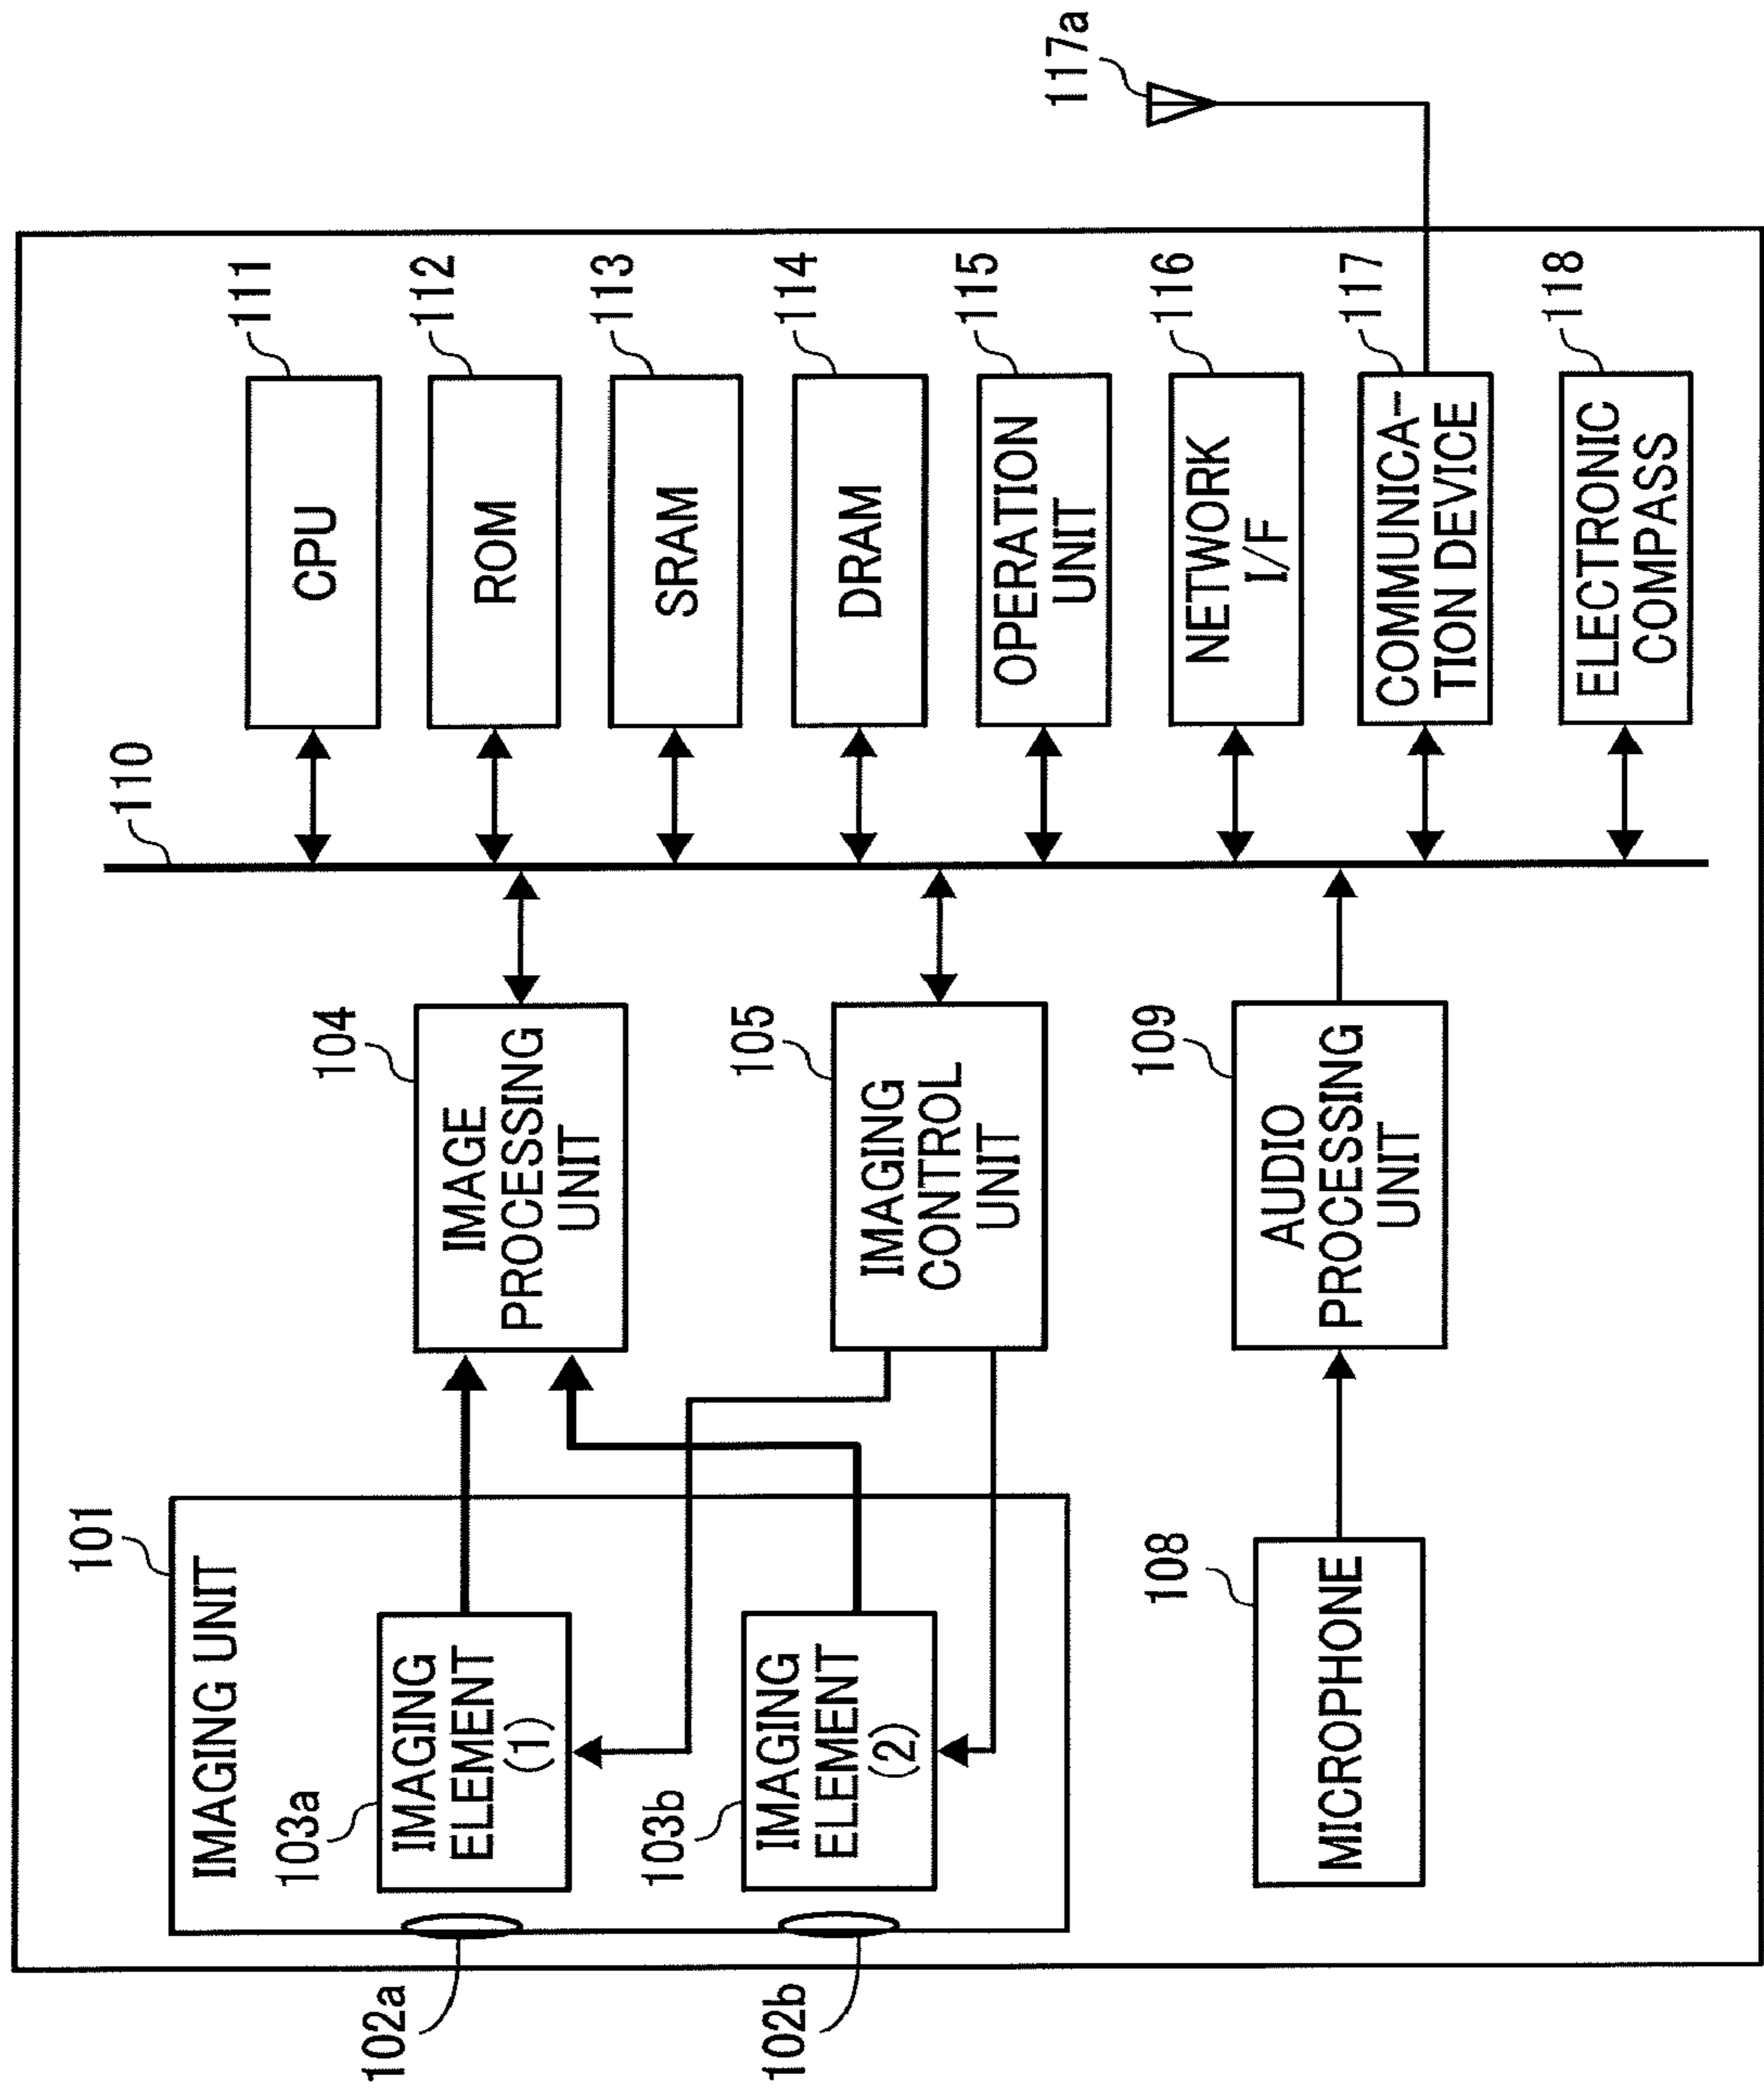 101
IMAGING UNIT
102a
103a
IMAGING
ELEMENT
(1)
102b
103b
IMAGING
ELEMENT
(2)
108
MICROPHONE
104
IMAGE
PROCESSING
UNIT
105
IMAGING
CONTROL
UNIT
109
AUDIO
PROCESSING
UNIT
110
111
CPU
112
ROM
113
SRAM
114
DRAM
115
OPERATION
UNIT
116
NETWORK
I/F
117
COMMUNICA-
TION DEVICE
118
ELECTRONIC
COMPASS
117a